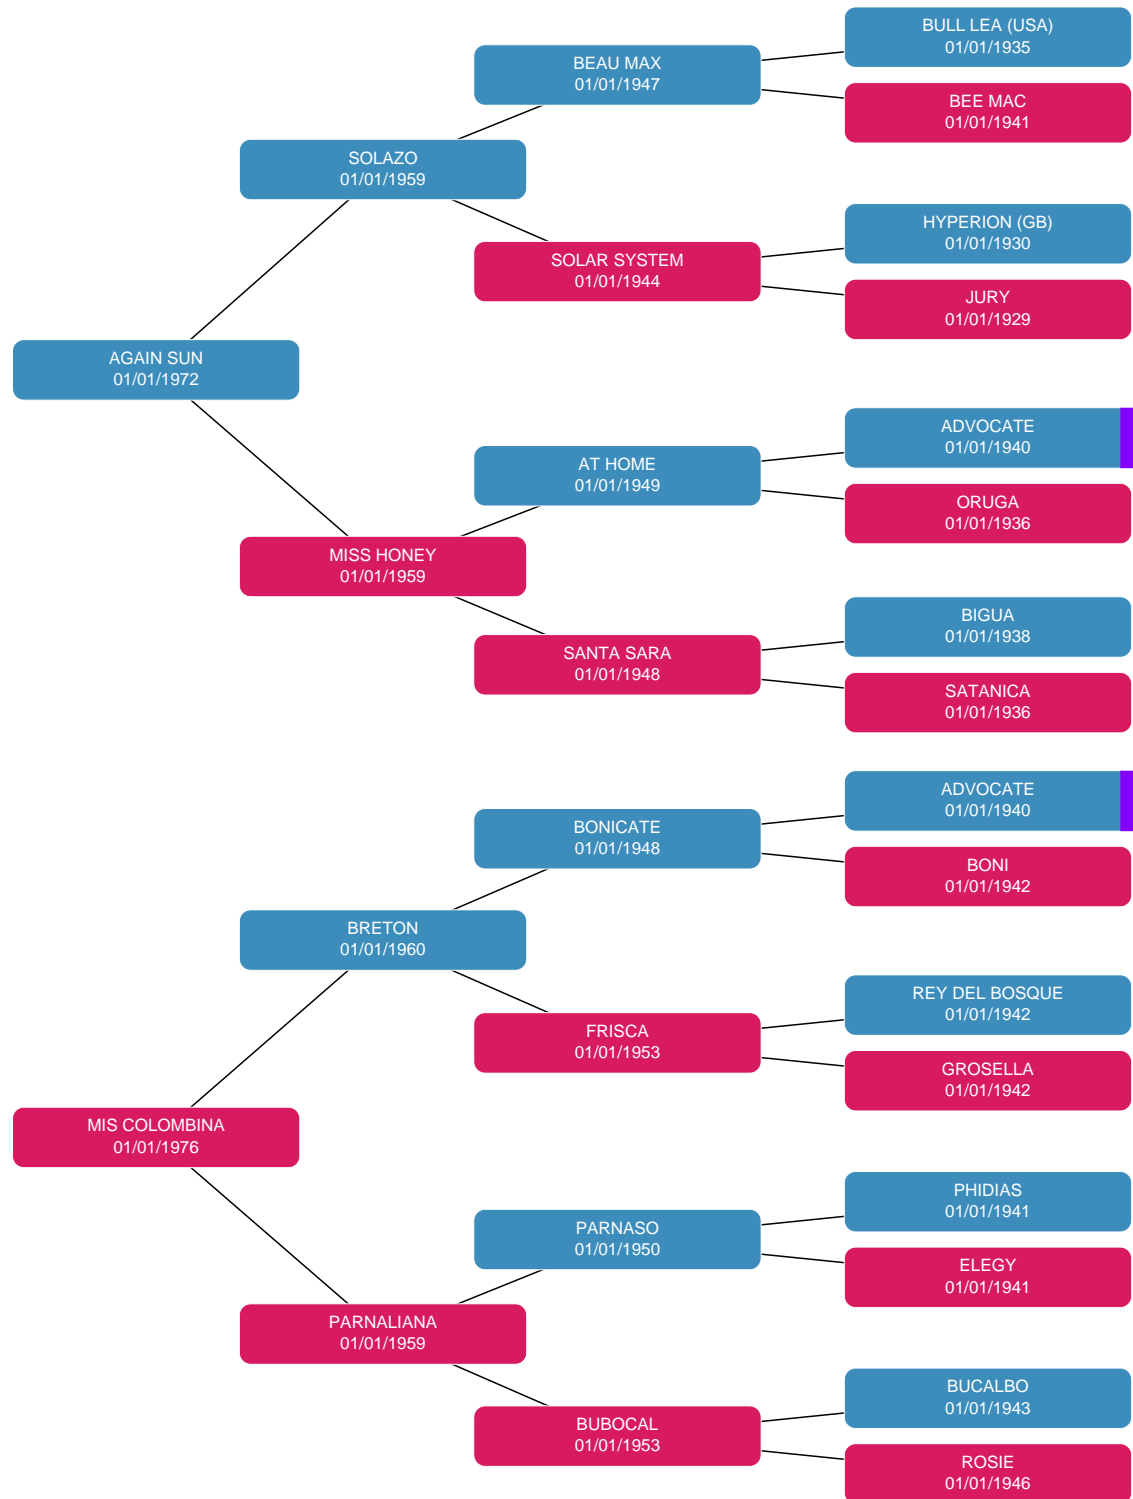 BULL LEA (USA)
01/01/1935
BEAU MAX
01/01/1947
BEE MAC
01/01/1941
SOLAZO
01/01/1959
HYPERION (GB)
01/01/1930
SOLAR SYSTEM
01/01/1944
JURY
01/01/1929
AGAIN SUN
01/01/1972
ADVOCATE
01/01/1940
AT HOME
01/01/1949
ORUGA
01/01/1936
MISS HONEY
01/01/1959
BIGUA
01/01/1938
SANTA SARA
01/01/1948
SATANICA
01/01/1936
ADVOCATE
01/01/1940
BONICATE
01/01/1948
BONI
01/01/1942
BRETON
01/01/1960
REY DEL BOSQUE
01/01/1942
FRISCA
01/01/1953
GROSELLA
01/01/1942
MIS COLOMBINA
01/01/1976
PHIDIAS
01/01/1941
PARNASO
01/01/1950
ELEGY
01/01/1941
PARNALIANA
01/01/1959
BUCALBO
01/01/1943
BUBOCAL
01/01/1953
ROSIE
01/01/1946